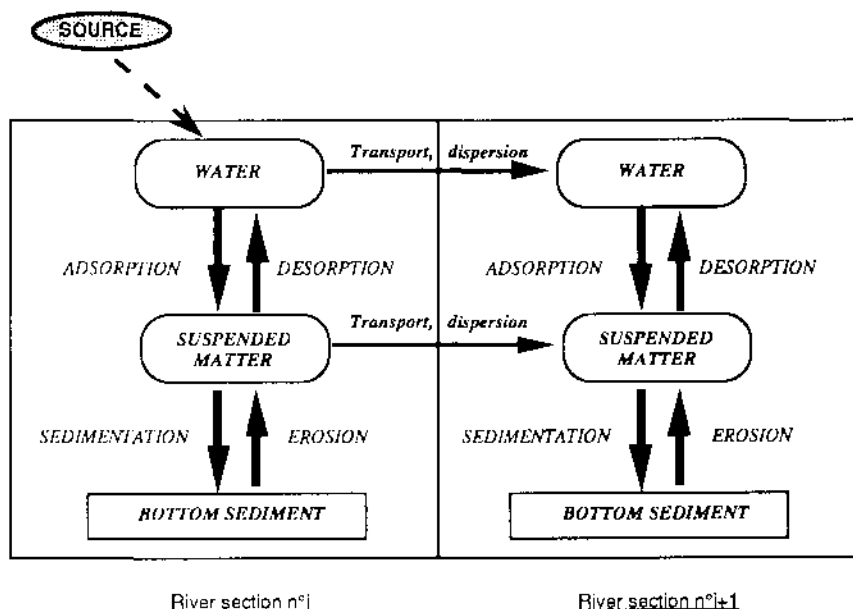 SOURCE
WATER
Transport, dispersion
WATER
ADSORPTION
DESORPTION
ADSORPTION
DESORPTION
SUSPENDED
MATTER
Transport, dispersion
SUSPENDED
MATTER
SEDIMENTATION
EROSION
SEDIMENTATION
EROSION
BOTTOM SEDIMENT
BOTTOM SEDIMENT
River section n°i
River section n°i+1